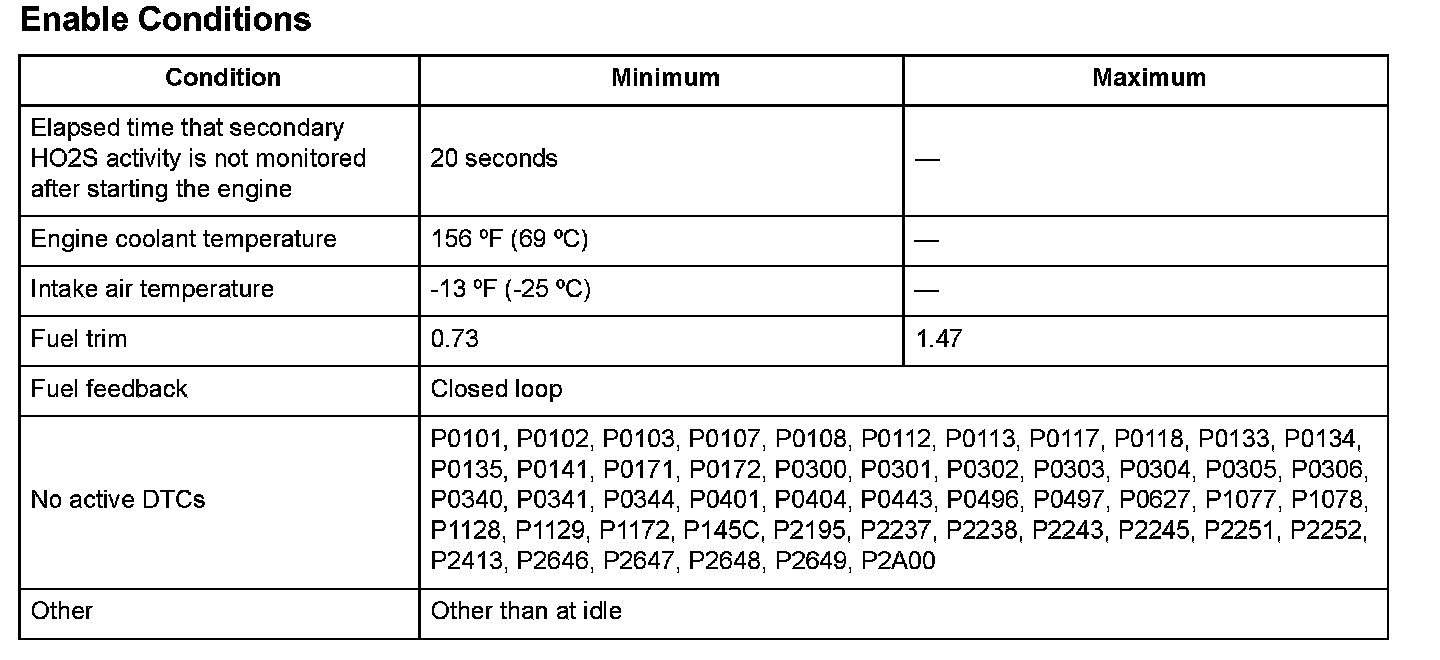 Enable Conditions
Condition Minimum Maximum
Elapsed time that secondary
HO2S activity is not monitored
after starting the engine
20 seconds —
Engine coolant temperature 156 ºF (69 ºC) —
Intake air temperature -13 ºF (-25 ºC) —
Fuel trim 0.73 1.47
Fuel feedback Closed loop
No active DTCs
P0101, P0102, P0103, P0107, P0108, P0112, P0113, P0117, P0118, P0133, P0134,
P0135, P0141, P0171, P0172, P0300, P0301, P0302, P0303, P0304, P0305, P0306,
P0340, P0341, P0344, P0401, P0404, P0443, P0496, P0497, P0627, P1077, P1078,
P1128, P1129, P1172, P145C, P2195, P2237, P2238, P2243, P2245, P2251, P2252,
P2413, P2646, P2647, P2648, P2649, P2A00
Other Other than at idle